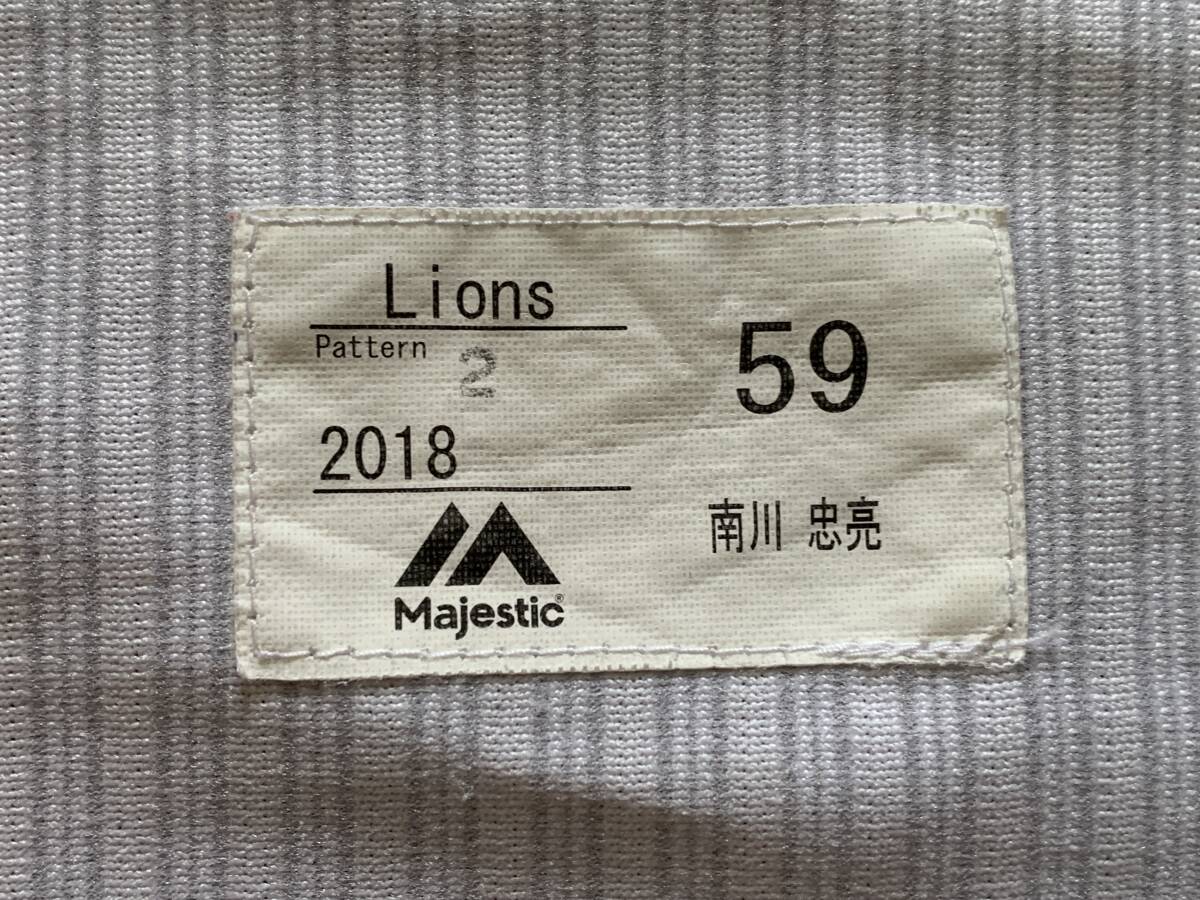 Lions
Pattern 2
2018
Majestic®
59
南川 忠亮